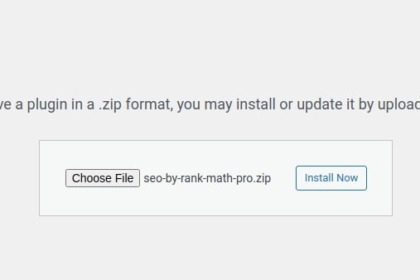 ve a plugin in a .zip format, you may install or update it by upload
Choose File seo-by-rank-math-pro.zip Install Now